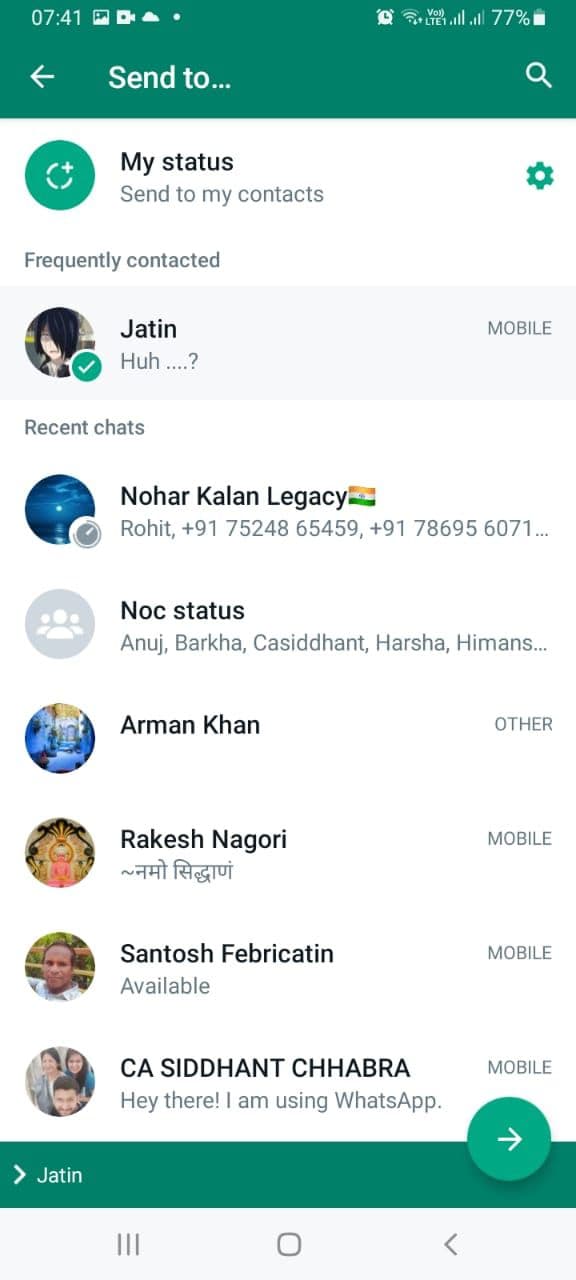 07:41 77%
Vo))
LTE1
Send to...
My status
Send to my contacts
Frequently contacted
Jatin MOBILE
Huh ....?
Recent chats
Nohar Kalan Legacy🇮🇳
Rohit, +91 75248 65459, +91 78695 6071...
Noc status
Anuj, Barkha, Casiddhant, Harsha, Himans...
Arman Khan OTHER
Rakesh Nagori MOBILE
~नमो सिद्धाणं
Santosh Febricatin MOBILE
Available
CA SIDDHANT CHHABRA MOBILE
Hey there! I am using WhatsApp.
Jatin